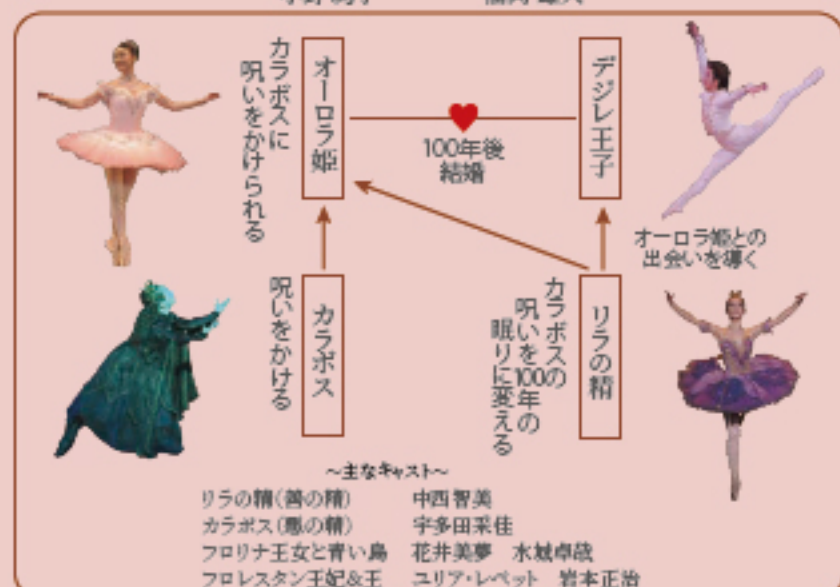 オーロラ姫
カラボスに
呪いをかけられる
100年後
結婚
デジレ王子
オーロラ姫との
出会いを導く
カラボス
呪いをかける
リラの精
カラボスの
呪いを100年の
眠りに変える
～主なキャスト～
リラの精(善の精) 中西智美
カラボス(悪の精) 宇多田采佳
フロリナ王女と青い鳥 花井美夢 水城卓哉
フロレスタン王妃&王 ユリア・レペット 岩本正治